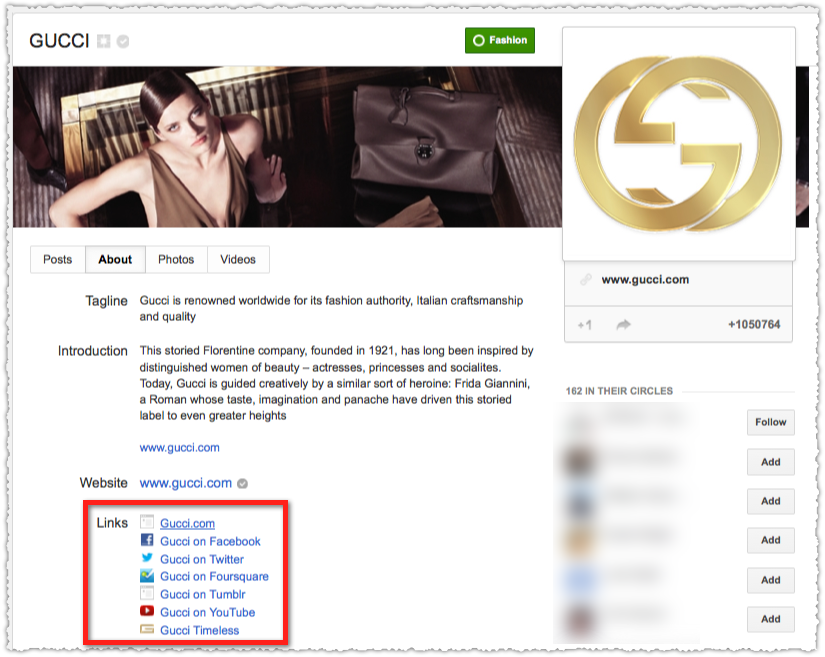 GUCCI
Fashion
Posts
About
Photos
Videos
Tagline
Gucci is renowned worldwide for its fashion authority, Italian craftsmanship
and quality
Introduction
This storied Florentine company, founded in 1921, has long been inspired by
distinguished women of beauty – actresses, princesses and socialites.
Today, Gucci is guided creatively by a similar sort of heroine: Frida Giannini,
a Roman whose taste, imagination and panache have driven this storied
label to even greater heights
www.gucci.com
Website
www.gucci.com
Links
Gucci.com
Gucci on Facebook
Gucci on Twitter
Gucci on Foursquare
Gucci on Tumblr
Gucci on YouTube
Gucci Timeless
www.gucci.com
+1
+1050764
162 IN THEIR CIRCLES
Follow
Add
Add
Add
Add
Add